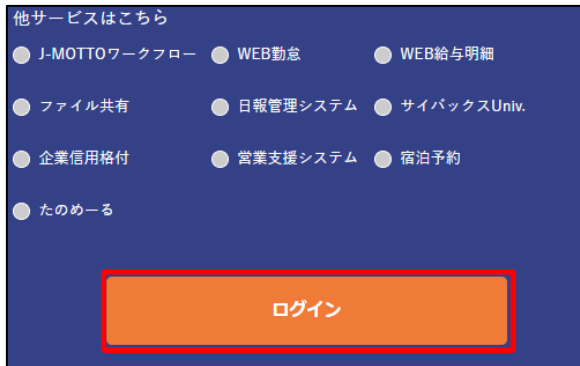 他サービスはこちら
J-MOTTOワークフロー WEB勤怠 WEB給与明細
ファイル共有 日報管理システム サイバックスUniv.
企業信用格付 営業支援システム 宿泊予約
たのめーる
ログイン